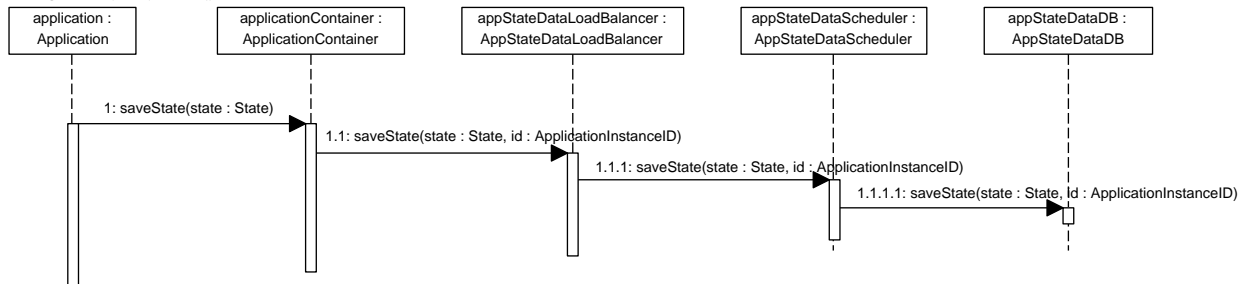 application :
Application
applicationContainer :
ApplicationContainer
appStateDataLoadBalancer :
AppStateDataLoadBalancer
appStateDataScheduler :
AppStateDataScheduler
appStateDataDB :
AppStateDataDB
1: saveState(state : State)
1.1: saveState(state : State, id : ApplicationInstanceID)
1.1.1: saveState(state : State, id : ApplicationInstanceID)
1.1.1.1: saveState(state : State, id : ApplicationInstanceID)